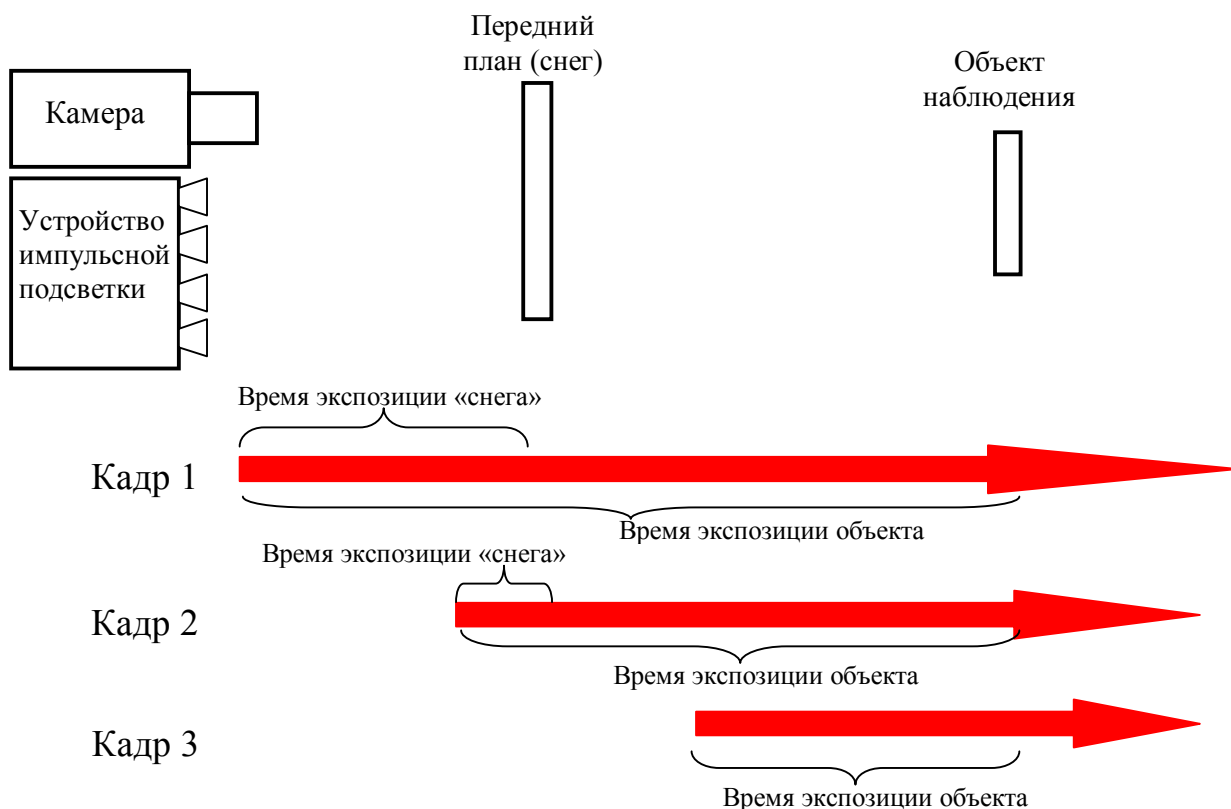 Передний
план (снег)
Объект
наблюдения
Камера
Устройство
импульсной
подсветки
Время экспозиции «снега»
Кадр 1
Время экспозиции объекта
Время экспозиции «снега»
Кадр 2
Время экспозиции объекта
Кадр 3
Время экспозиции объекта